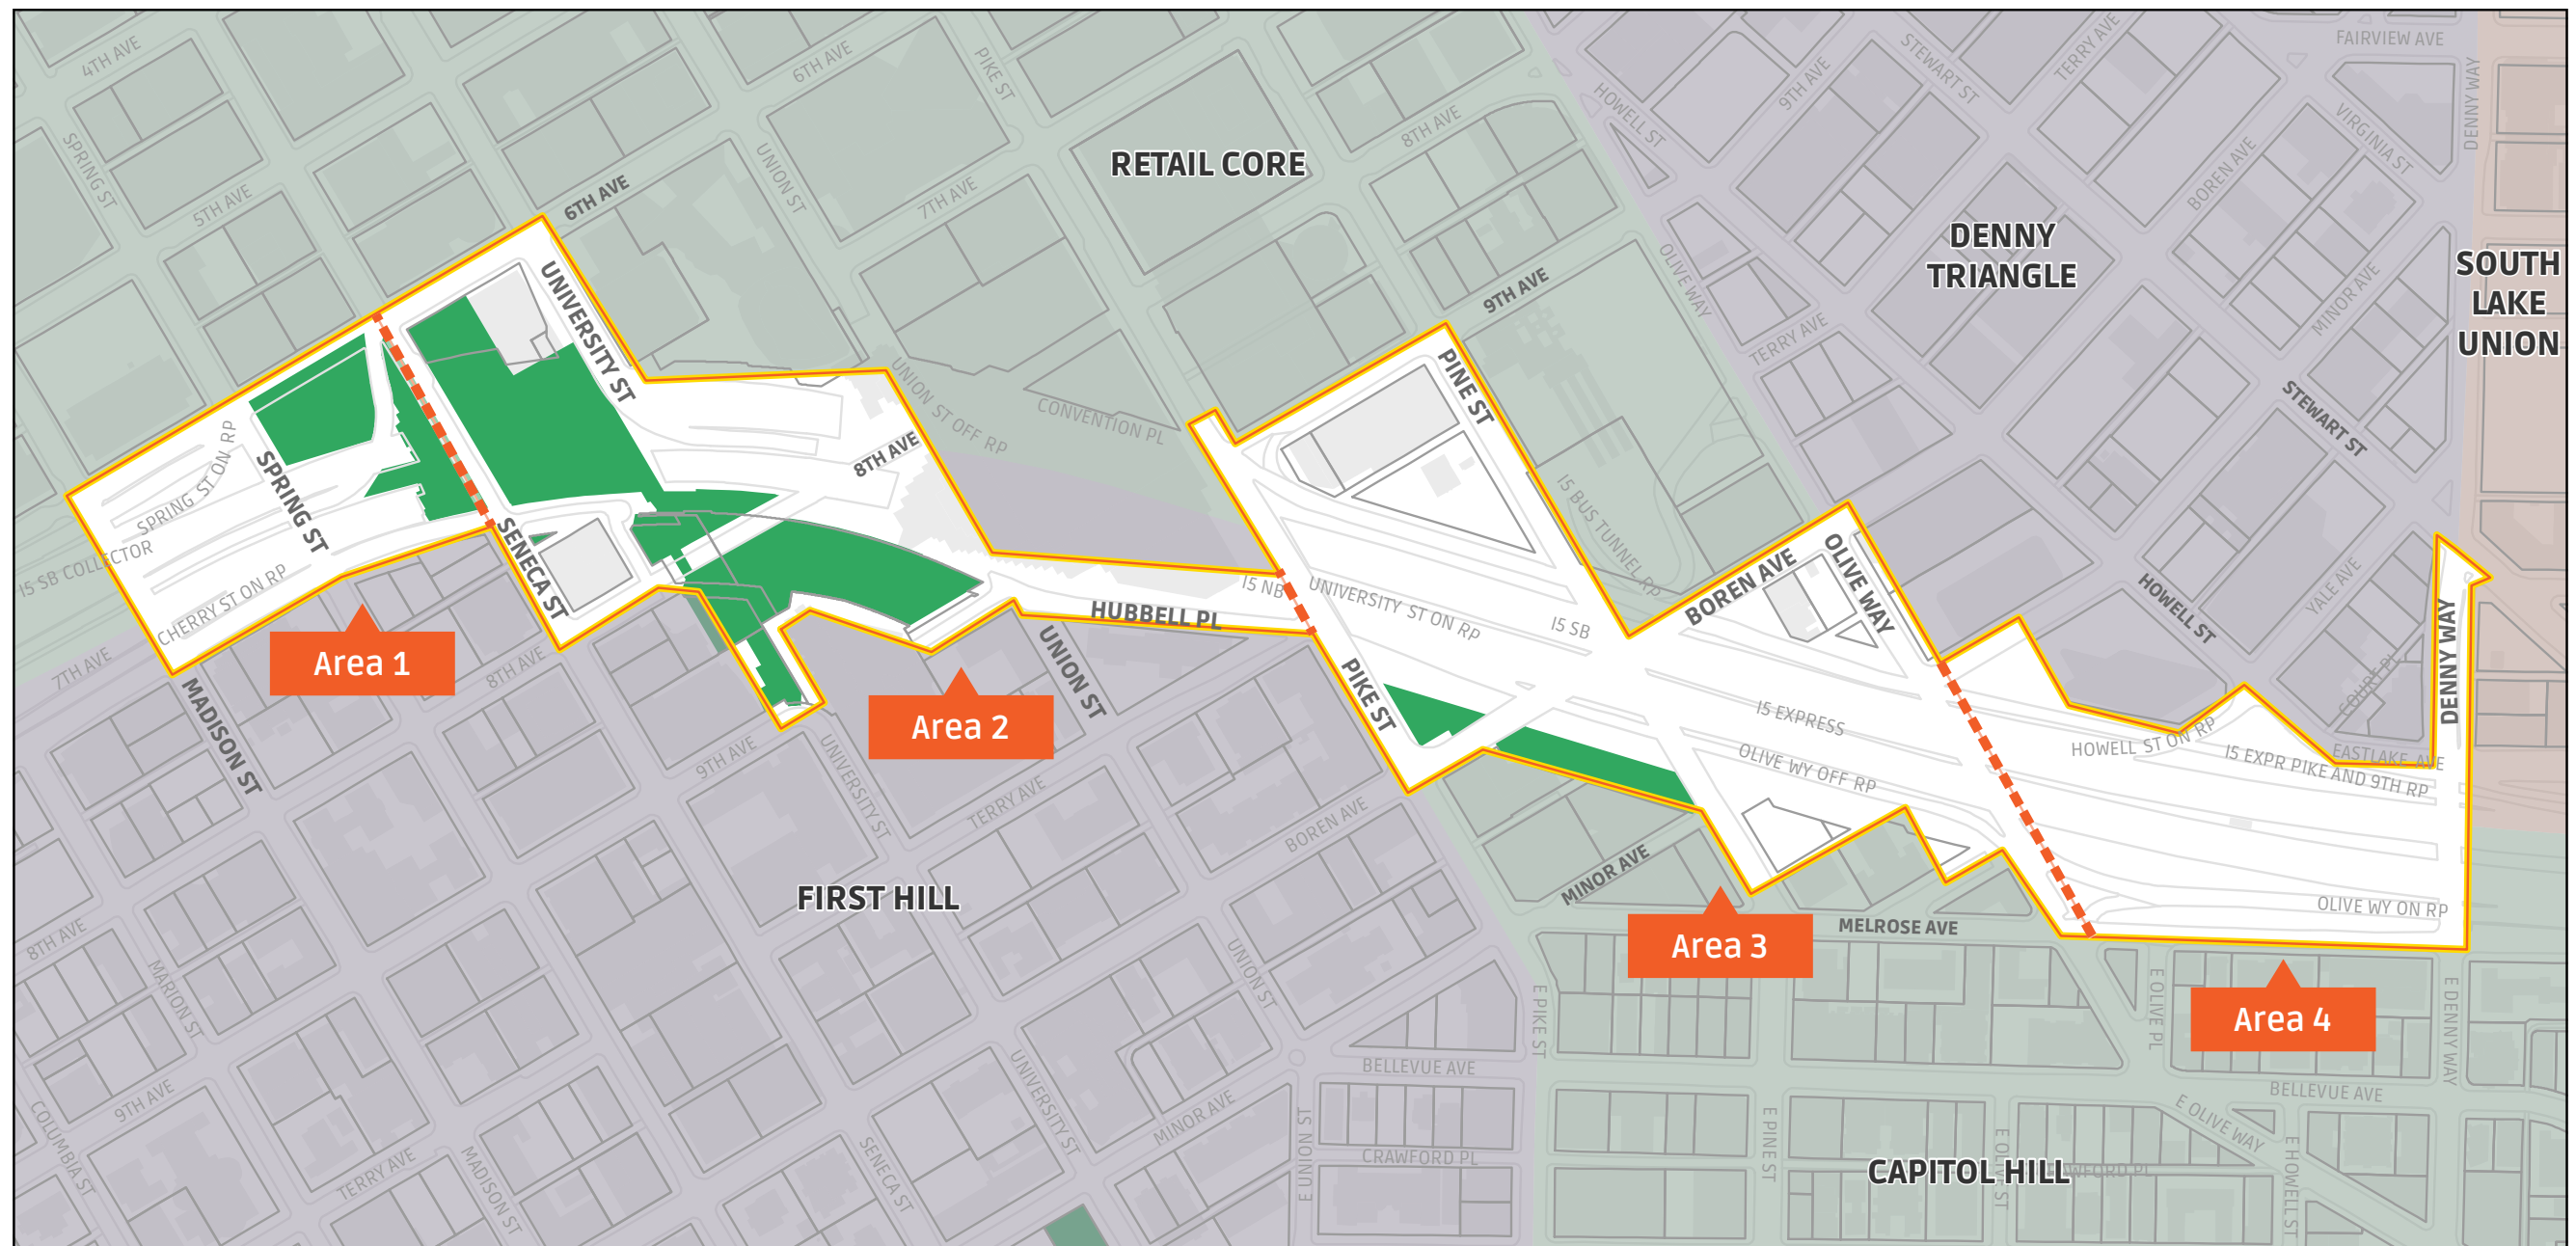 4TH AVE
6TH AVE
PIKE ST
FAIRVIEW AVE
STEWART ST
TERRY AVE
9TH AVE
HOWELL ST
DENNY WAY
VIRGINIA ST
SPRING ST
5TH AVE
6TH AVE
UNION ST
7TH AVE
RETAIL CORE
8TH AVE
BOREN AVE
DENNY
TRIANGLE
SOUTH
LAKE
UNION
UNIVERSITY ST
9TH AVE
OLIVE WAY
TERRY AVE
MINOR AVE
UNION ST OFF RP
CONVENTION PL
PINE ST
STEWART ST
SPRING ST ON RP
SPRING ST
8TH AVE
I5 BUS TUNNEL RP
I5 SB COLLECTOR
CHERRY ST ON RP
SENECA ST
I5 NB
HUBBELL PL
UNIVERSITY ST ON RP
I5 SB
BOREN AVE
OLIVE WAY
HOWELL ST
YALE AVE
COURT PL
DENNY WAY
7TH AVE
Area 1
8TH AVE
MADISON ST
Area 2
UNION ST
PIKE ST
I5 EXPRESS
OLIVE WY OFF RP
HOWELL ST ON RP
I5 EXPR PIKE AND 9TH RP
EASTLAKE AVE
9TH AVE
UNIVERSITY ST
TERRY AVE
BOREN AVE
MINOR AVE
OLIVE WY ON RP
FIRST HILL
Area 3
MELROSE AVE
8TH AVE
MARION ST
UNION ST
E PIKE ST
E OLIVE PL
Area 4
E DENNY WAY
9TH AVE
COLUMBIA ST
TERRY AVE
MADISON ST
SENECA ST
UNIVERSITY ST
MINOR AVE
BELLEVUE AVE
CRAWFORD PL
E UNION ST
E PINE ST
BELLEVUE AVE
E OLIVE WAY
CAPITOL HILL
E OLIVE ST
E HOWELL ST